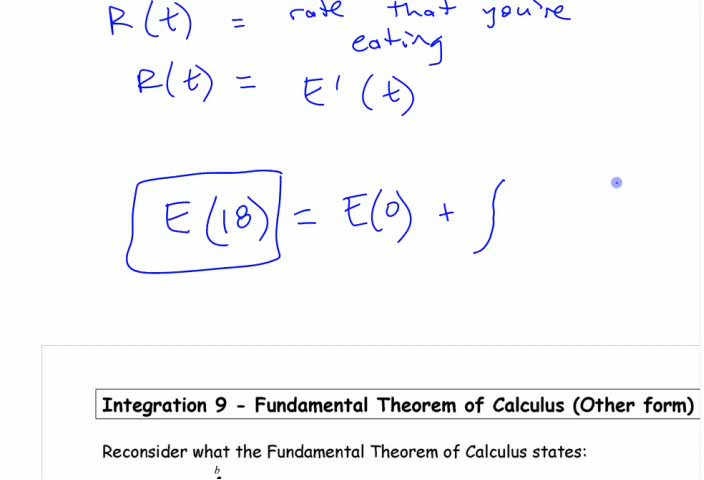 R(t) = rate that you're
eating
R(t) = E'(t)
E(18) = E(0) + ∫
Integration 9 - Fundamental Theorem of Calculus (Other form)
Reconsider what the Fundamental Theorem of Calculus states:
b